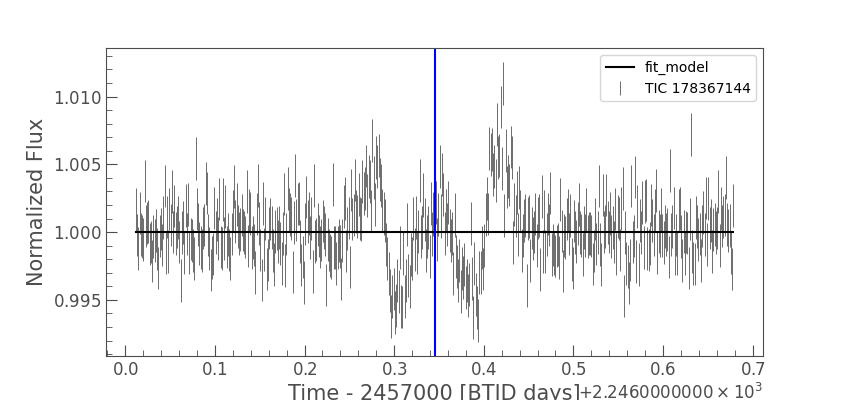 fit_model
TIC 178367144
Normalized Flux
1.010
1.005
1.000
0.995
0.0 0.1 0.2 0.3 0.4 0.5 0.6 0.7
Time - 2457000 [BTJD days]
+2.2460000000 × 10³